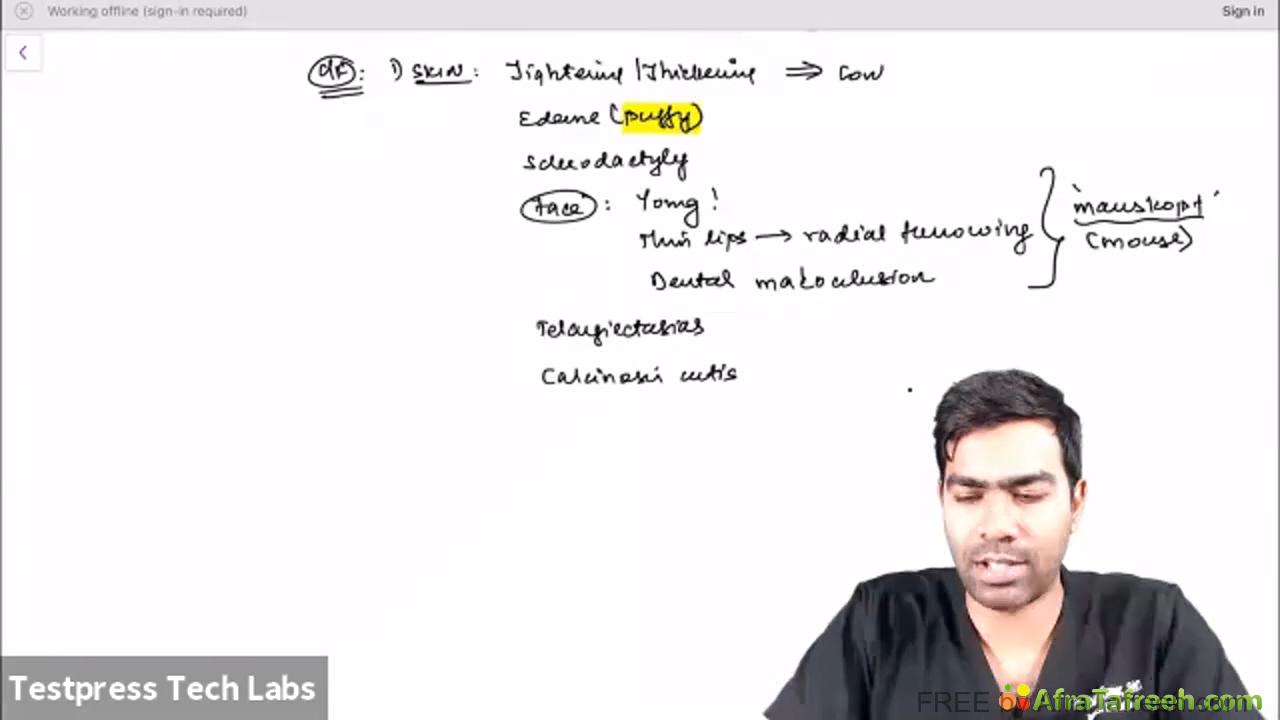 Working offline (sign-in required)
Sign in
1) SKIN: Tightening / Thickening ⇒
Edema (puffy)
Sclerodactyly
Face: Young!
Thin lips → radial furrowing
Dental malocclusion
'mauskopf'
(mouse)
Telangiectasias
Calcinosis cutis
Testpress Tech Labs
FREE AfraTafreeh.com